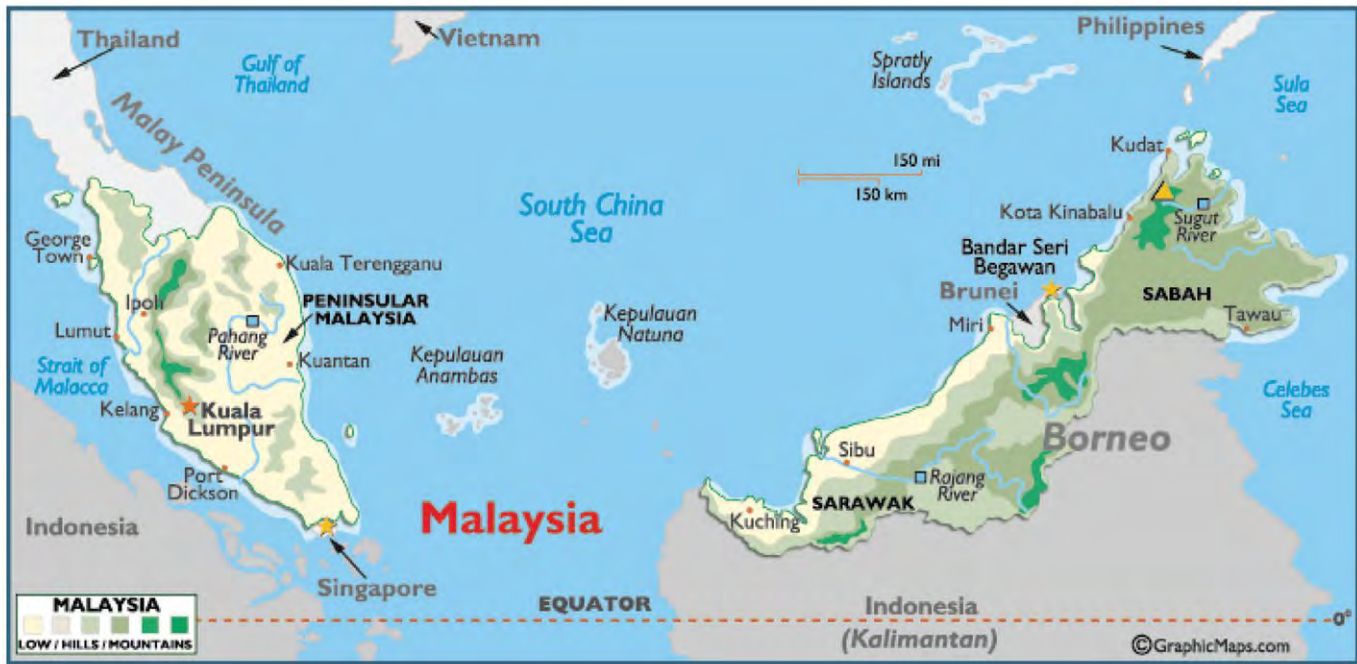 Thailand
Vietnam
Philippines
Gulf of
Thailand
Spratly
Islands
Sula
Sea
Malay Peninsula
Kudat
150 mi
150 km
South China
Sea
Kota Kinabalu
Sugut
River
George
Town
Kuala Terengganu
Bandar Seri
Begawan
Brunei
SABAH
Ipoh
PENINSULAR
MALAYSIA
Kepulauan
Natuna
Miri
Tawau
Lumut
Pahang
River
Strait of
Malacca
Kuantan
Kepulauan
Anambas
Celebes
Sea
Kelang
Kuala
Lumpur
Borneo
Sibu
Port
Dickson
Rajang
River
SARAWAK
Malaysia
Kuching
Indonesia
Singapore
MALAYSIA
LOW / HILLS / MOUNTAINS
EQUATOR
Indonesia
(Kalimantan)
0°
©GraphicMaps.com